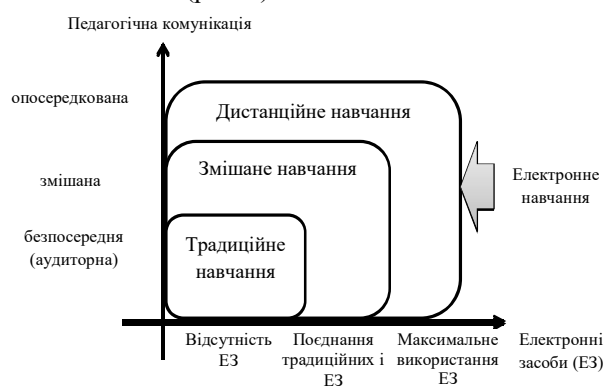 Педагогічна комунікація
опосередкована
Дистанційне навчання
Змішане навчання
змішана
Електронне
навчання
безпосередня
(аудиторна)
Традиційне
навчання
Відсутність
ЕЗ
Поєднання
традиційних і
ЕЗ
Максимальне
використання
ЕЗ
Електронні
засоби (ЕЗ)